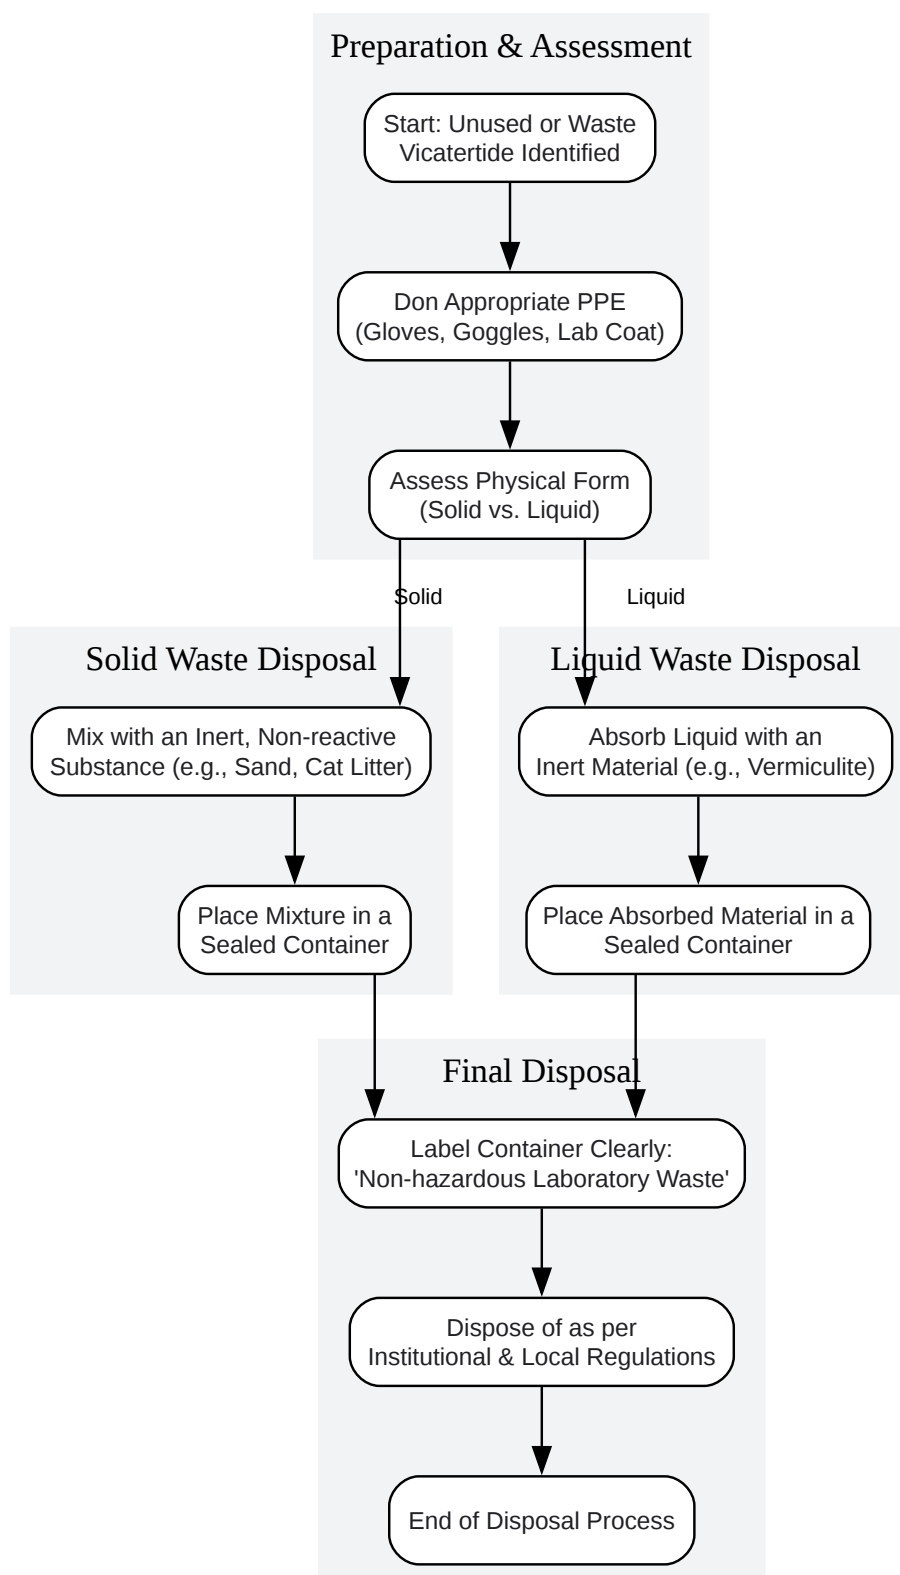 Preparation & Assessment
Start: Unused or Waste
Vicatertide Identified
Don Appropriate PPE
(Gloves, Goggles, Lab Coat)
Assess Physical Form
(Solid vs. Liquid)
Solid
Liquid
Solid Waste Disposal
Mix with an Inert, Non-reactive
Substance (e.g., Sand, Cat Litter)
Place Mixture in a
Sealed Container
Liquid Waste Disposal
Absorb Liquid with an
Inert Material (e.g., Vermiculite)
Place Absorbed Material in a
Sealed Container
Final Disposal
Label Container Clearly:
'Non-hazardous Laboratory Waste'
Dispose of as per
Institutional & Local Regulations
End of Disposal Process